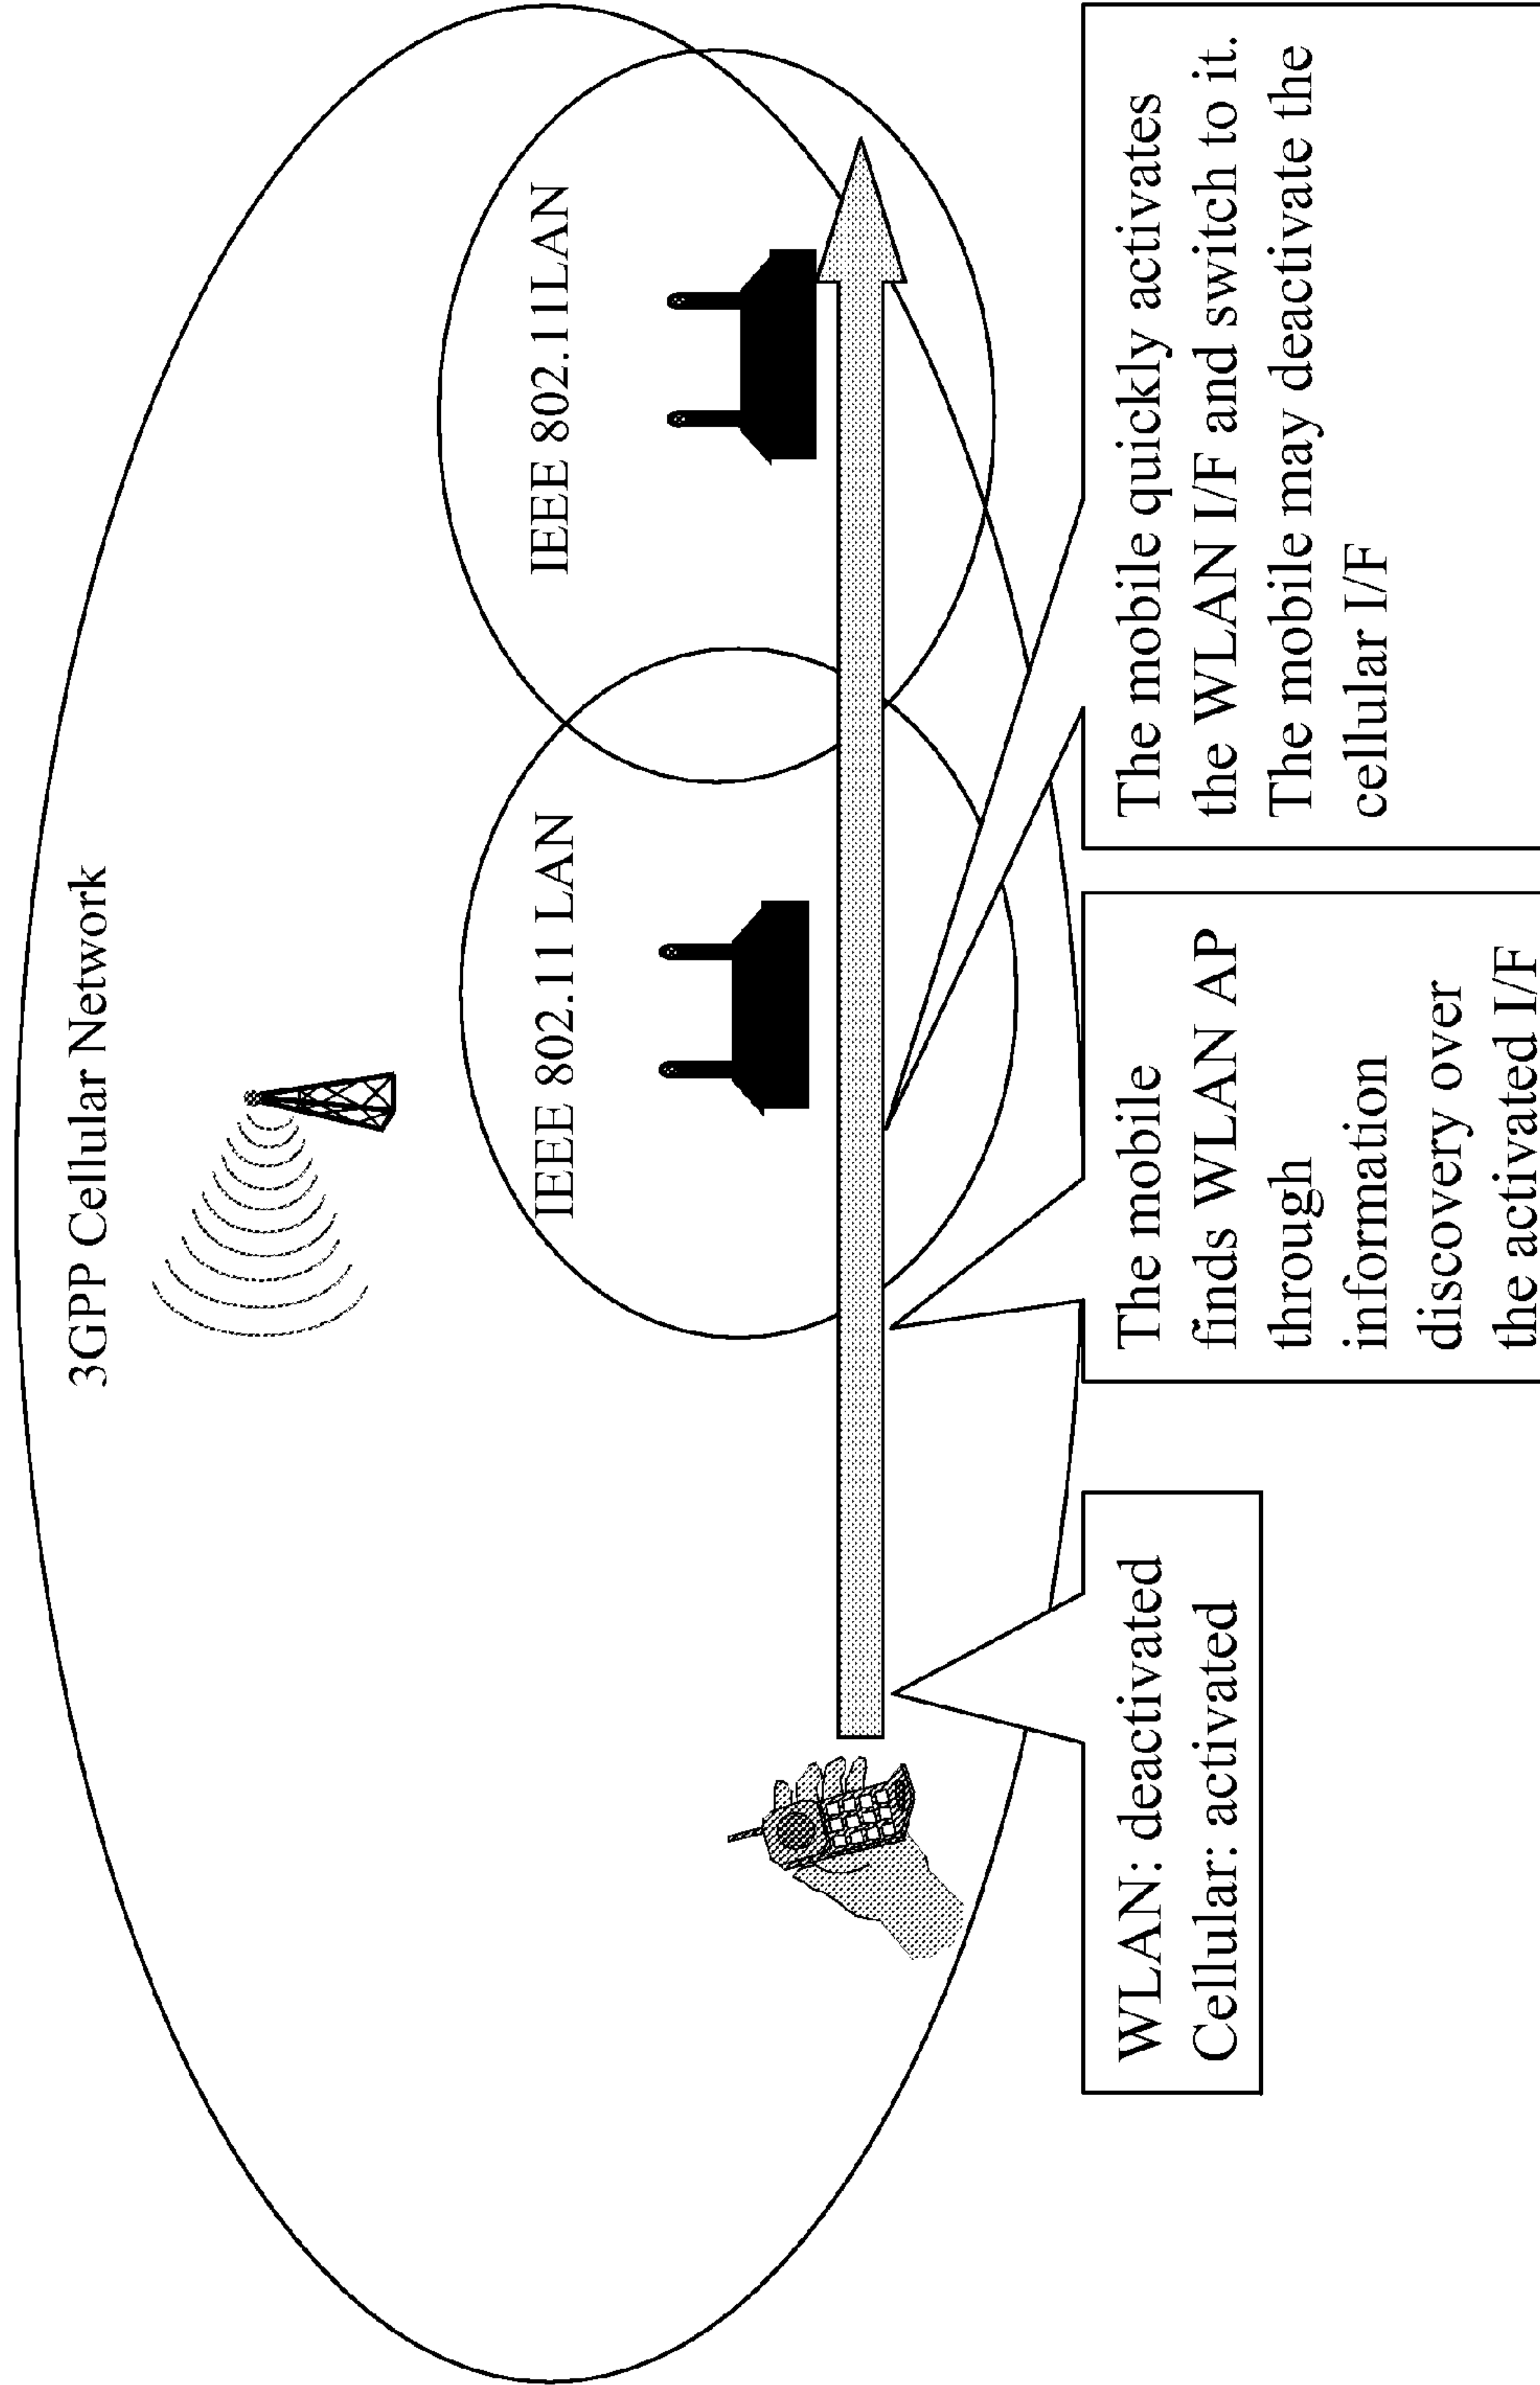 3GPP Cellular Network
IEEE 802.11 LAN
IEEE 802.11LAN
WLAN: deactivated
Cellular: activated
The mobile
finds WLAN AP
through
information
discovery over
the activated I/F
The mobile quickly activates
the WLAN I/F and switch to it.
The mobile may deactivate the
cellular I/F